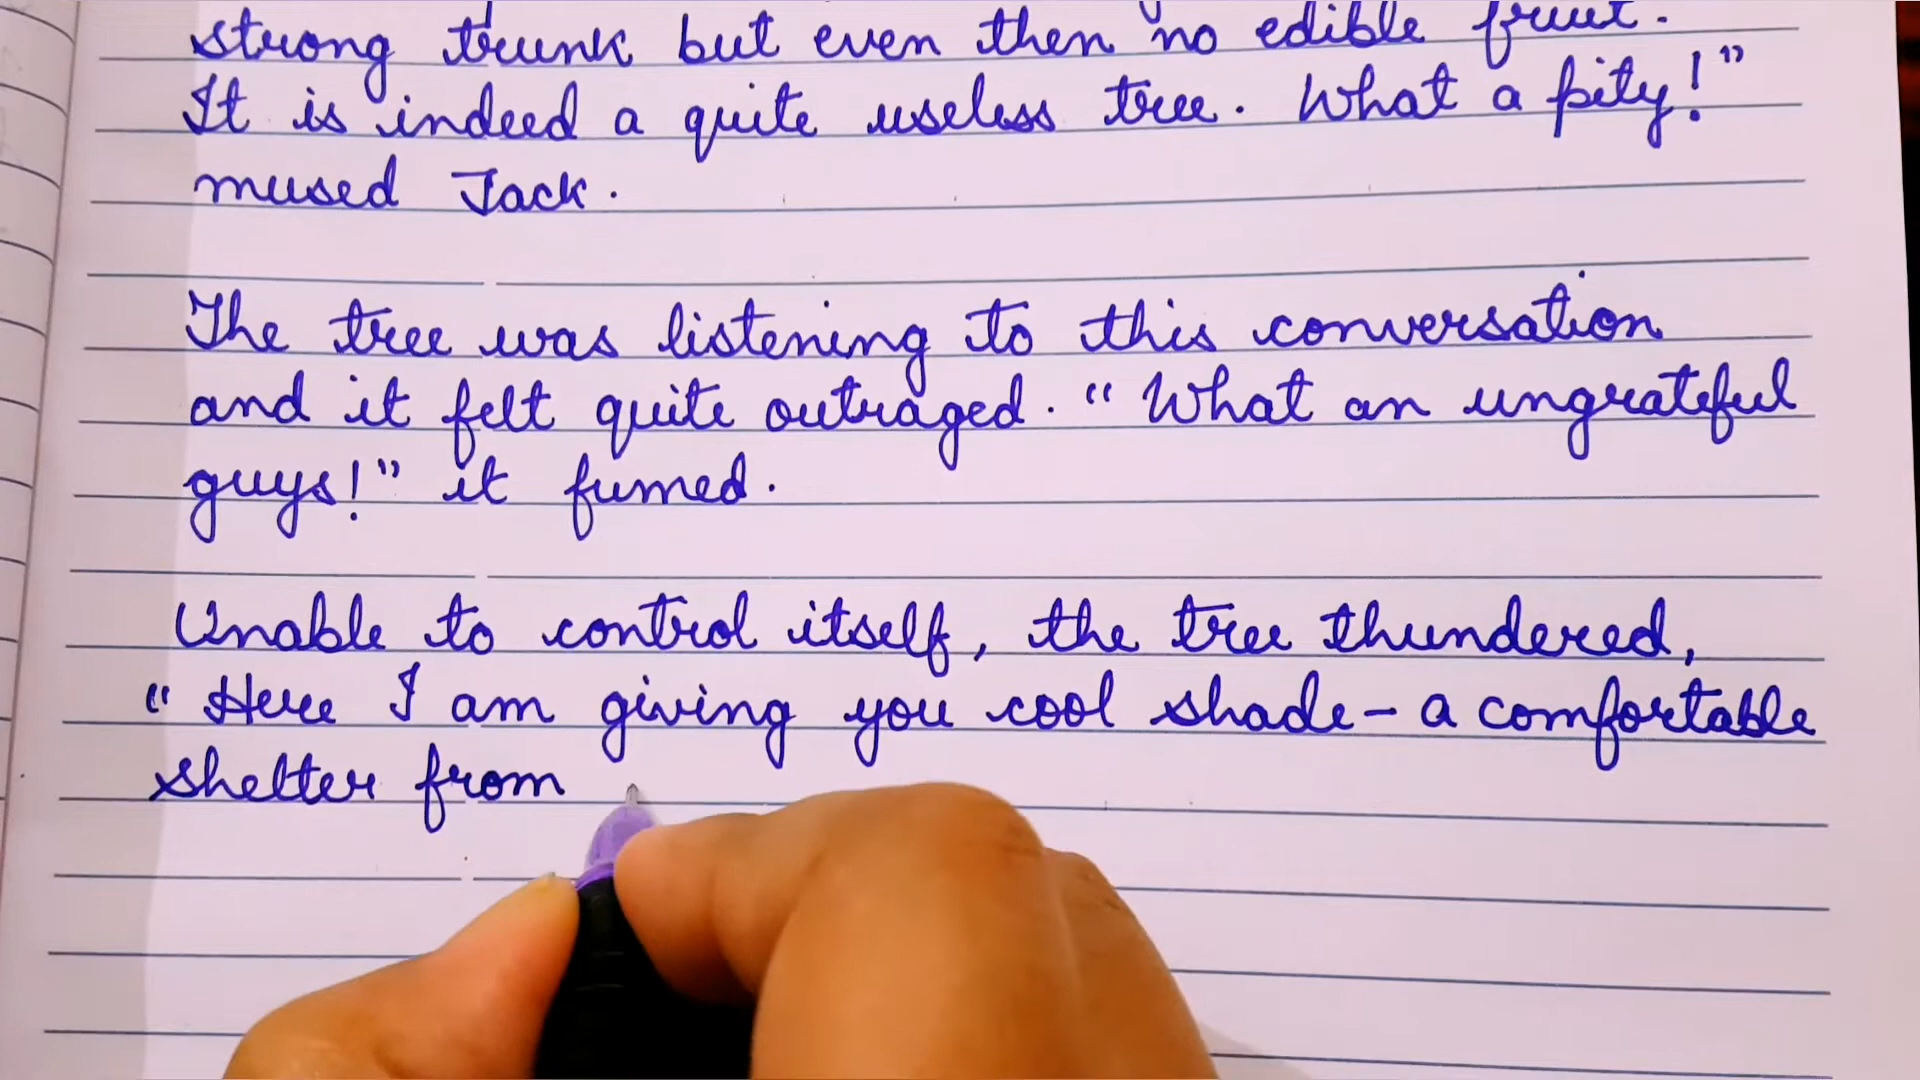 strong trunk but even then no edible fruit.
It is indeed a quite useless tree. What a pity!"
mused Jack.
The tree was listening to this conversation
and it felt quite outraged. "What an ungrateful
guys!" it fumed.
Unable to control itself, the tree thundered,
"Here I am giving you cool shade - a comfortable
shelter from